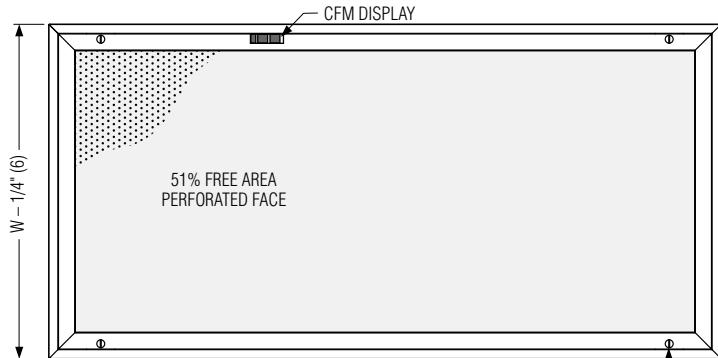 CFM DISPLAY
W – 1/4" (6)
51% FREE AREA
PERFORATED FACE